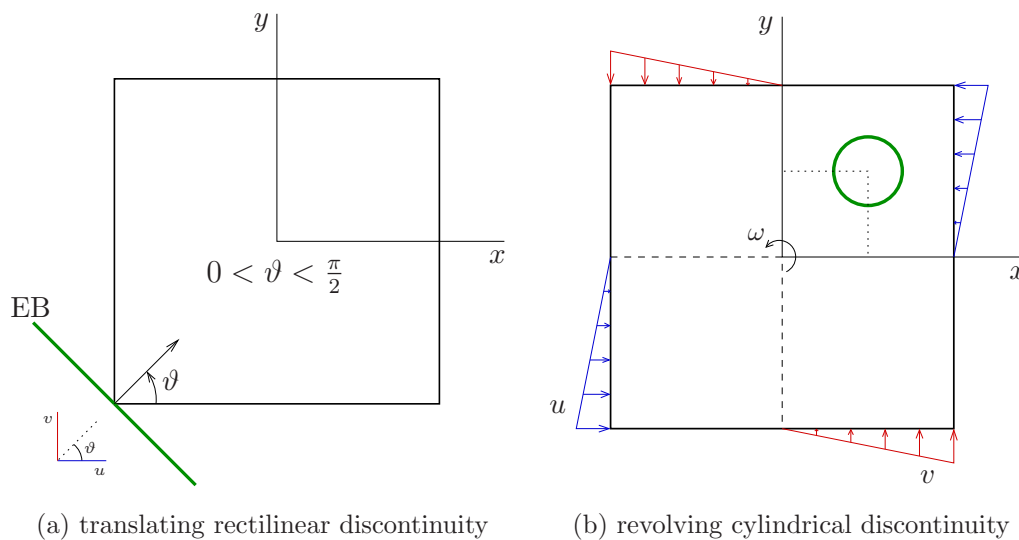 y
x
0 < ϑ < π/2
EB
ϑ
v
ϑ
u
(a) translating rectilinear discontinuity
y
ω
x
u
v
(b) revolving cylindrical discontinuity